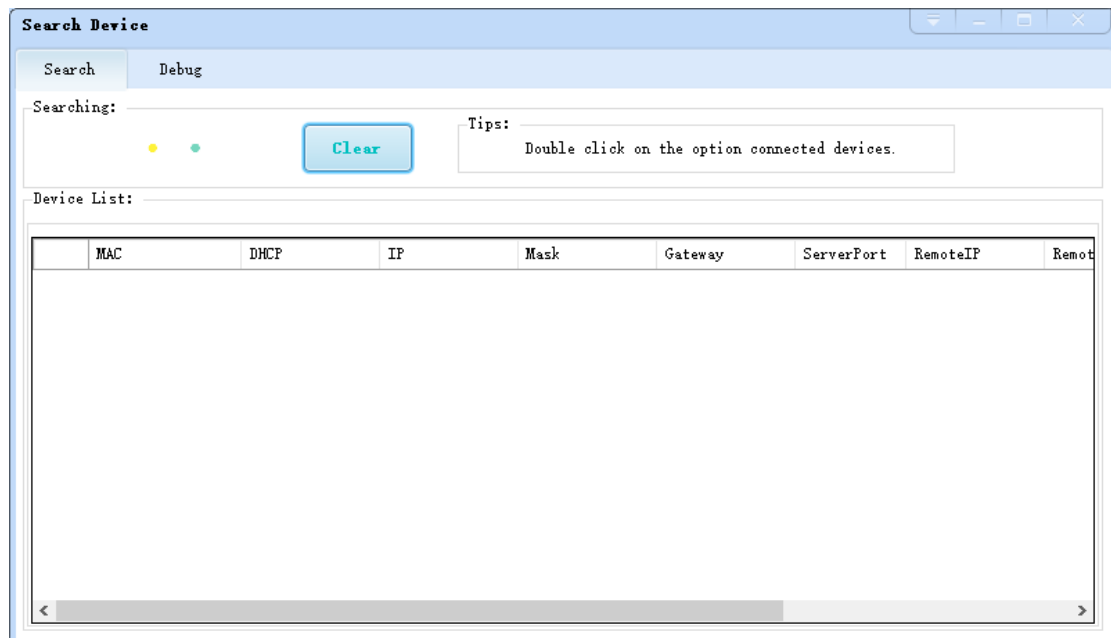 Search Device
Search Debug
Searching:
Clear
Tips:
Double click on the option connected devices.
Device List:
MAC DHCP IP Mask Gateway ServerPort RemoteIP Remot